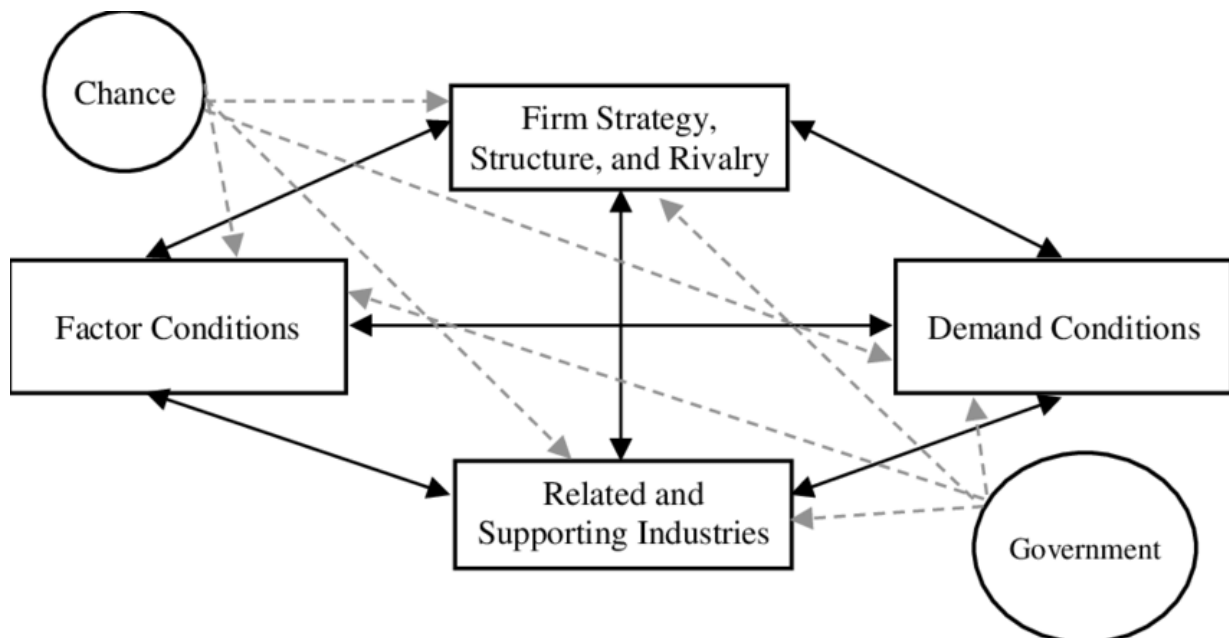 Chance
Firm Strategy,
Structure, and Rivalry
Factor Conditions
Demand Conditions
Related and
Supporting Industries
Government